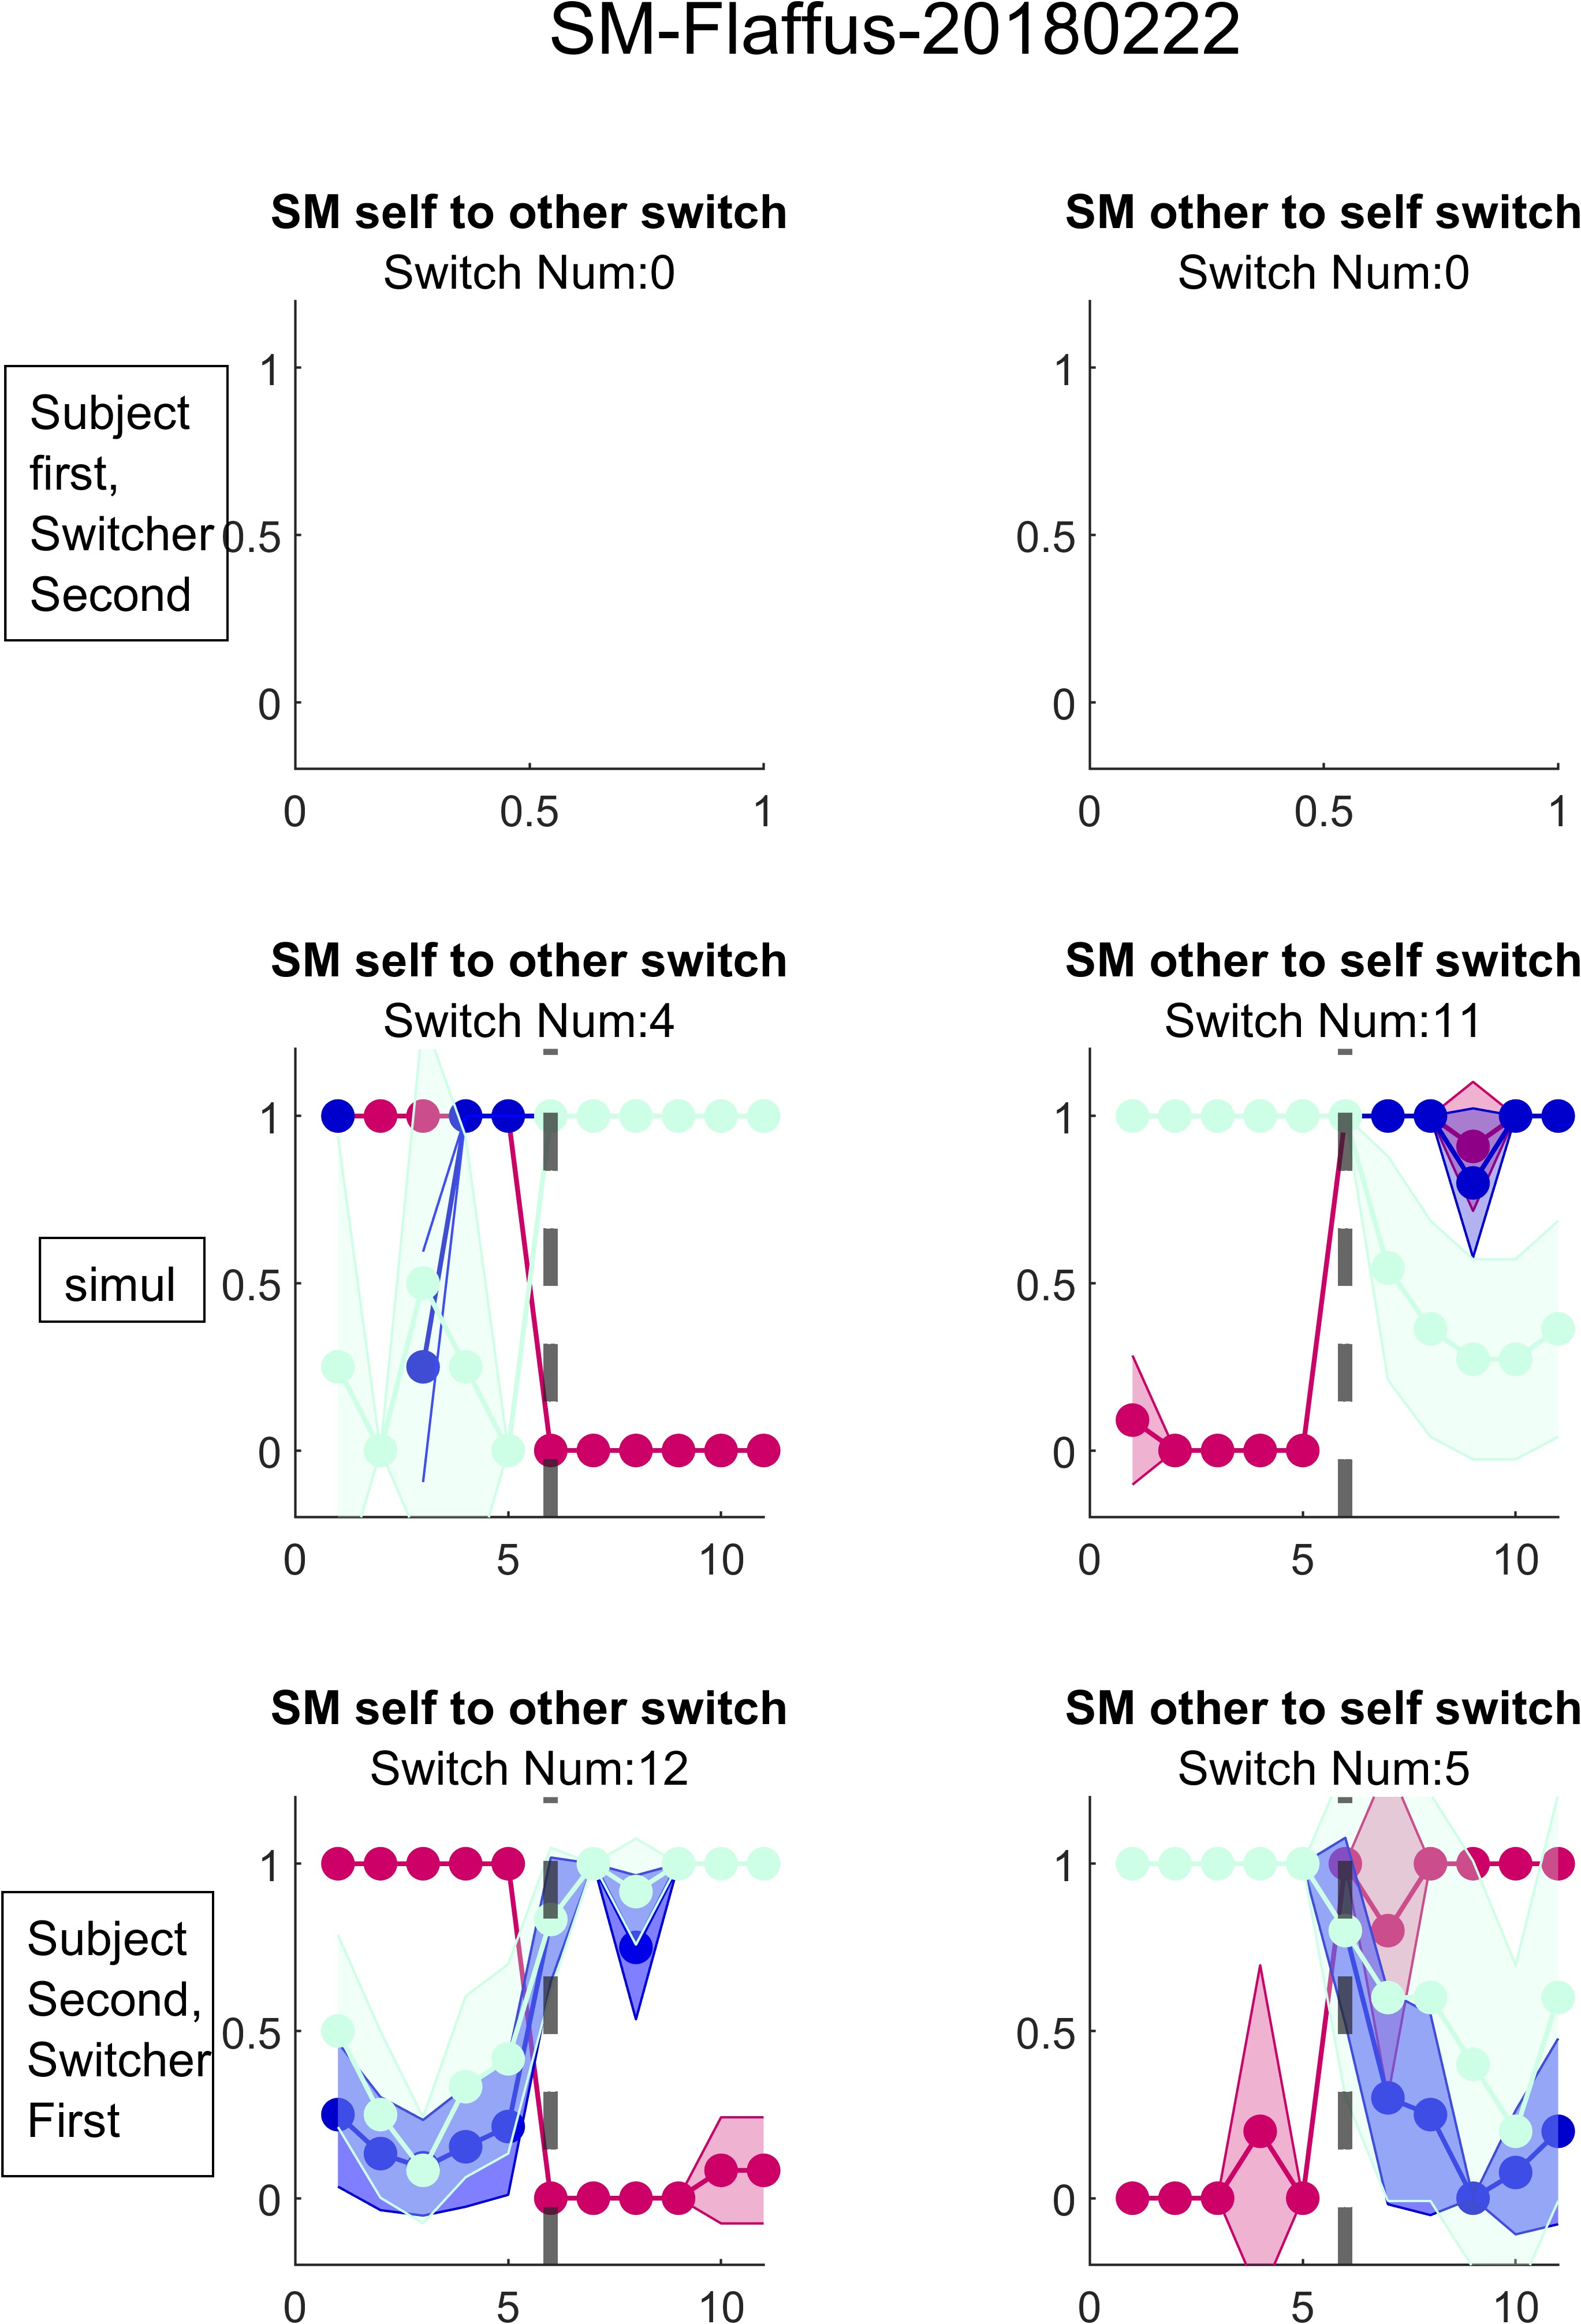 SM-Flaffus-20180222
SM self to other switch
Switch Num:0
SM other to self switch
Switch Num:0
Subject
first,
Switcher
Second
1
0.5
0
0
0.5
1
1
0.5
0
0
0.5
1
SM self to other switch
Switch Num:4
SM other to self switch
Switch Num:11
simul
1
0.5
0
0
5
10
1
0.5
0
0
5
10
SM self to other switch
Switch Num:12
SM other to self switch
Switch Num:5
Subject
Second,
Switcher
First
1
0.5
0
0
5
10
1
0.5
0
0
5
10